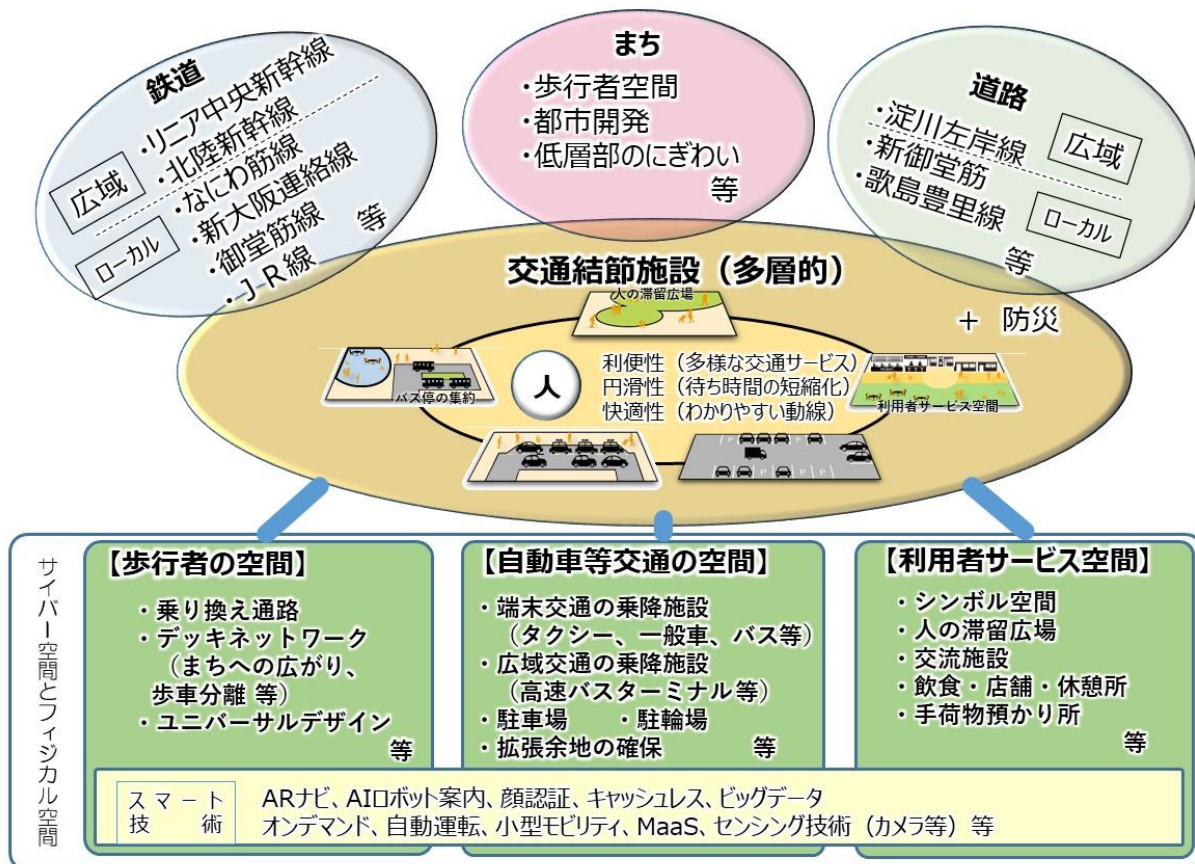 鉄道
広域
・リニア中央新幹線
・北陸新幹線
ローカル
・なにわ筋線
・新大阪連絡線
・御堂筋線
・JR線
等
まち
・歩行者空間
・都市開発
・低層部のにぎわい
等
道路
・淀川左岸線
広域
・新御堂筋
・歌島豊里線
ローカル
等
交通結節施設（多層的）
人の滞留広場
＋ 防災
バス停の集約
人
利便性（多様な交通サービス）
円滑性（待ち時間の短縮化）
快適性（わかりやすい動線）
利用者サービス空間
サイバー空間とフィジカル空間
【歩行者の空間】
・乗り換え通路
・デッキネットワーク
（まちへの広がり、
歩車分離 等）
・ユニバーサルデザイン
等
【自動車等交通の空間】
・端末交通の乗降施設
（タクシー、一般車、バス等）
・広域交通の乗降施設
（高速バスターミナル等）
・駐車場 ・駐輪場
・拡張余地の確保 等
【利用者サービス空間】
・シンボル空間
・人の滞留広場
・交流施設
・飲食・店舗・休憩所
・手荷物預かり所
等
スマート
技術
ARナビ、AIロボット案内、顔認証、キャッシュレス、ビッグデータ
オンデマンド、自動運転、小型モビリティ、MaaS、センシング技術（カメラ等）等